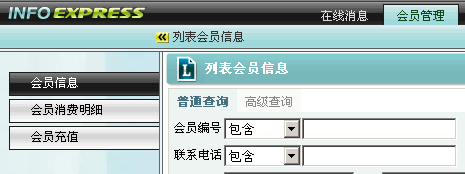 INFO EXPRESS
在线消息 会员管理
列表会员信息
会员信息
会员消费明细
会员充值
列表会员信息
普通查询 高级查询
会员编号 包含
联系电话 包含